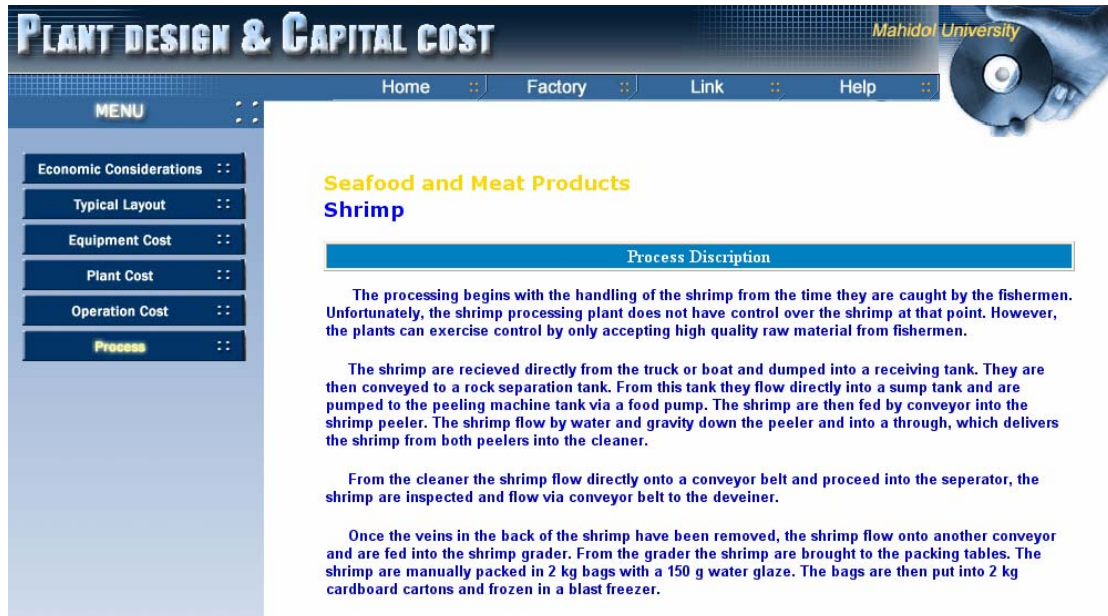 PLANT DESIGN & CAPITAL COST
Mahidol University
Home :: Factory :: Link :: Help ::
MENU ::
Economic Considerations ::
Typical Layout ::
Equipment Cost ::
Plant Cost ::
Operation Cost ::
Process ::
Seafood and Meat Products
Shrimp
Process Discription
The processing begins with the handling of the shrimp from the time they are caught by the fishermen.
Unfortunately, the shrimp processing plant does not have control over the shrimp at that point. However,
the plants can exercise control by only accepting high quality raw material from fishermen.
The shrimp are recieved directly from the truck or boat and dumped into a receiving tank. They are
then conveyed to a rock separation tank. From this tank they flow directly into a sump tank and are
pumped to the peeling machine tank via a food pump. The shrimp are then fed by conveyor into the
shrimp peeler. The shrimp flow by water and gravity down the peeler and into a through, which delivers
the shrimp from both peelers into the cleaner.
From the cleaner the shrimp flow directly onto a conveyor belt and proceed into the seperator, the
shrimp are inspected and flow via conveyor belt to the deveiner.
Once the veins in the back of the shrimp have been removed, the shrimp flow onto another conveyor
and are fed into the shrimp grader. From the grader the shrimp are brought to the packing tables. The
shrimp are manually packed in 2 kg bags with a 150 g water glaze. The bags are then put into 2 kg
cardboard cartons and frozen in a blast freezer.